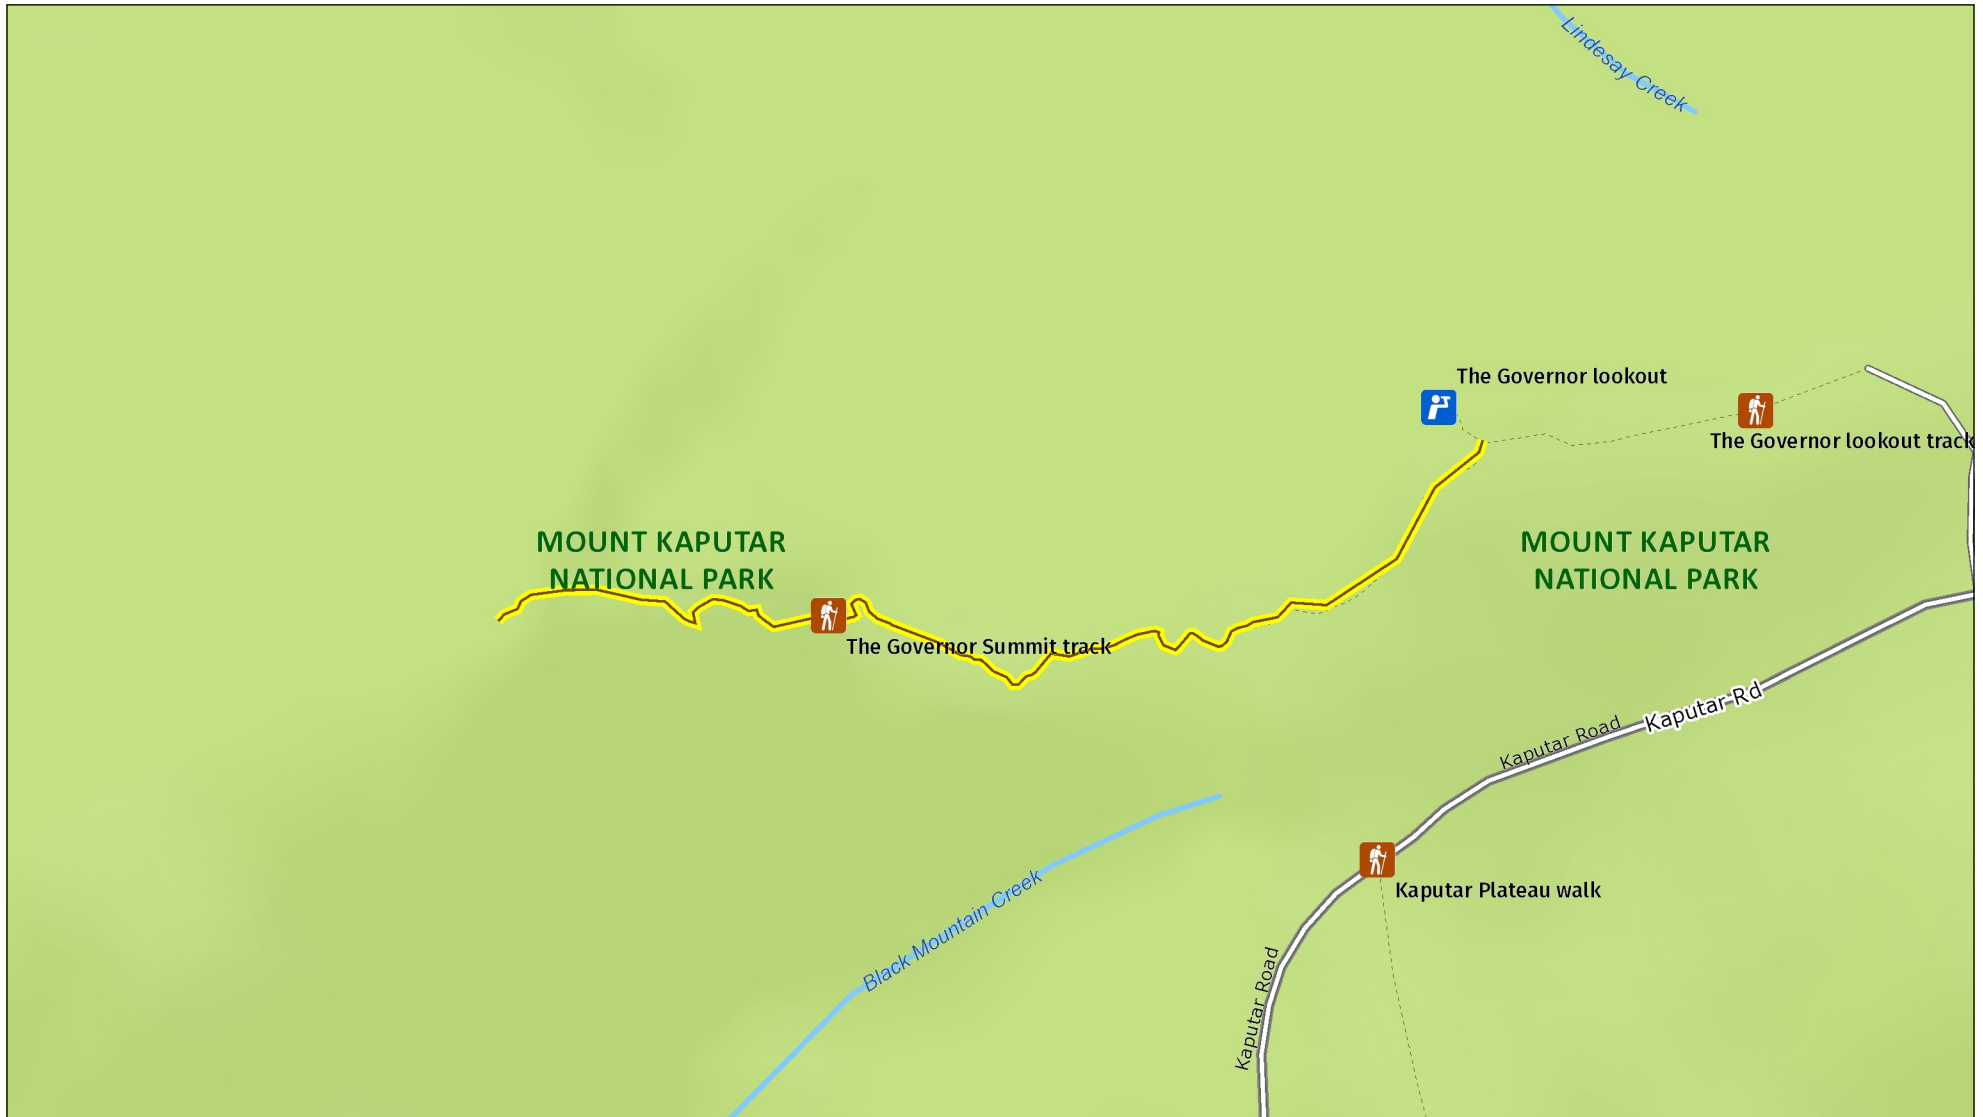 Lindesay Creek
The Governor lookout
The Governor lookout track
MOUNT KAPUTAR
NATIONAL PARK
MOUNT KAPUTAR
NATIONAL PARK
The Governor Summit track
Kaputar Rd
Kaputar Road
Black Mountain Creek
Kaputar Plateau walk
Kaputar Road